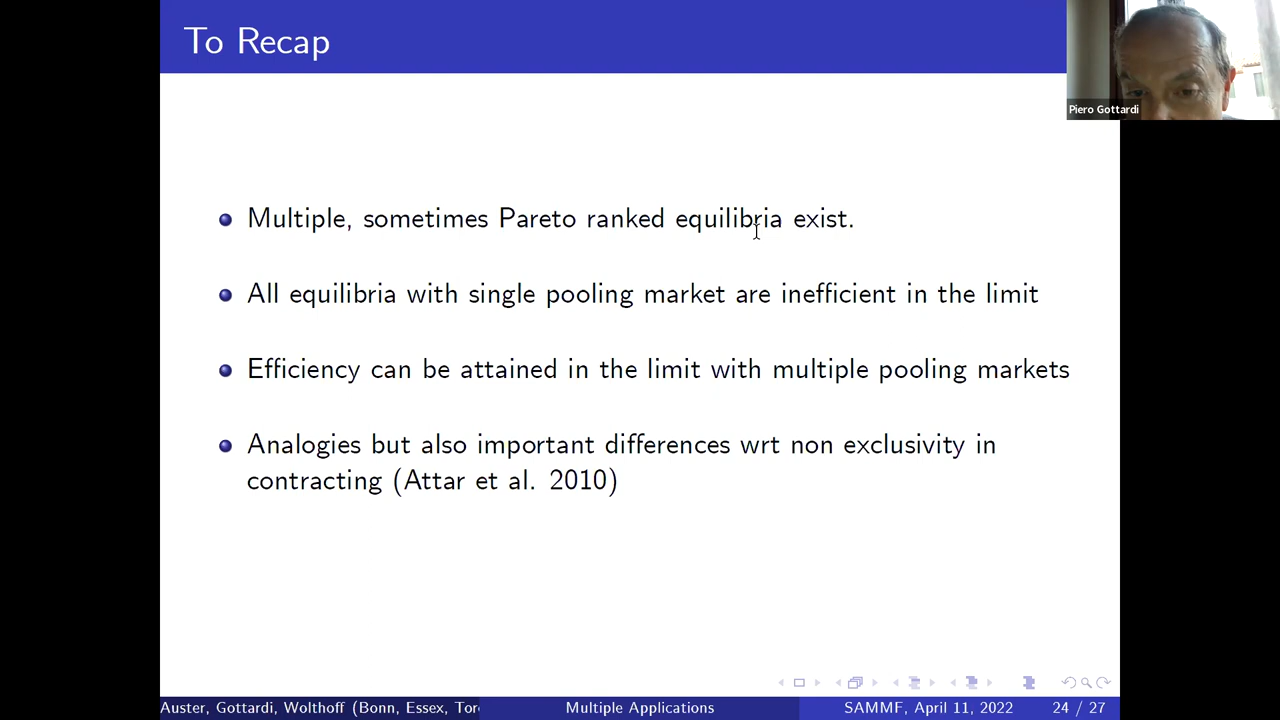 To Recap
Piero Gottardi
Multiple, sometimes Pareto ranked equilibria exist.
All equilibria with single pooling market are inefficient in the limit
Efficiency can be attained in the limit with multiple pooling markets
Analogies but also important differences wrt non exclusivity in
contracting (Attar et al. 2010)
Auster, Gottardi, Wolthoff (Bonn, Essex, Tor
Multiple Applications
SAMMF, April 11, 2022
24 / 27